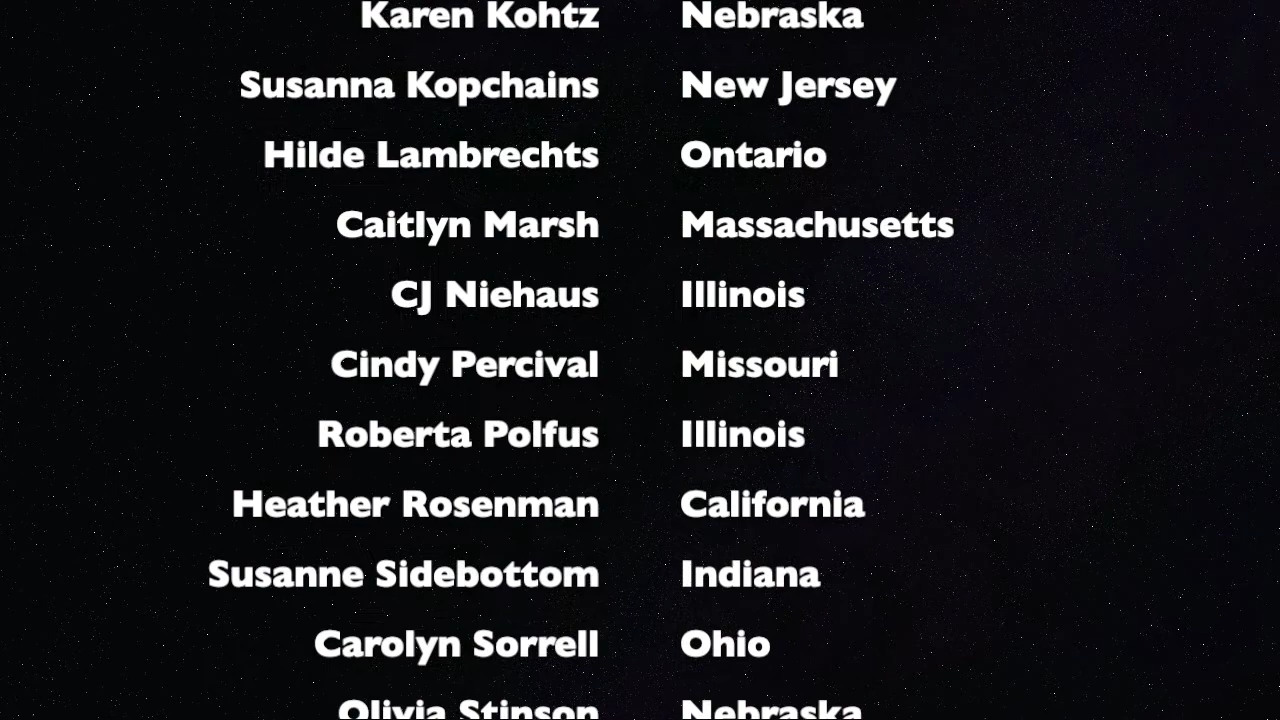 Karen Kohtz Nebraska
Susanna Kopchains New Jersey
Hilde Lambrechts Ontario
Caitlyn Marsh Massachusetts
CJ Niehaus Illinois
Cindy Percival Missouri
Roberta Polfus Illinois
Heather Rosenman California
Susanne Sidebottom Indiana
Carolyn Sorrell Ohio
Olivia Stinson Nebraska